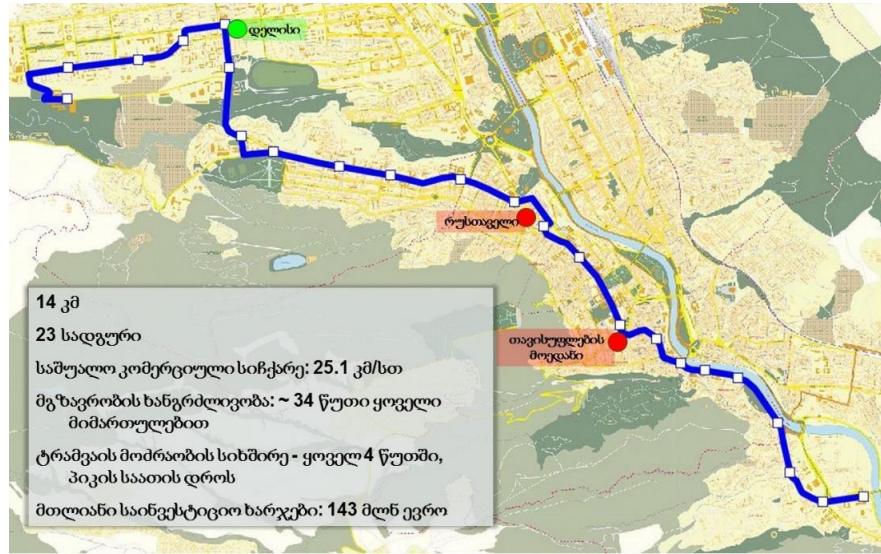 დელისი
რუსთაველი
თავისუფლების
მოედანი
14 კმ
23 სადგური
საშუალო კომერციული სიჩქარე: 25.1 კმ/სთ
მგზავრობის ხანგრძლივობა: ~ 34 წუთი ყოველი
მიმართულებით
ტრამვაის მოძრაობის სიხშირე - ყოველ 4 წუთში,
პიკის საათის დროს
მთლიანი საინვესტიციო ხარჯები: 143 მლნ ევრო